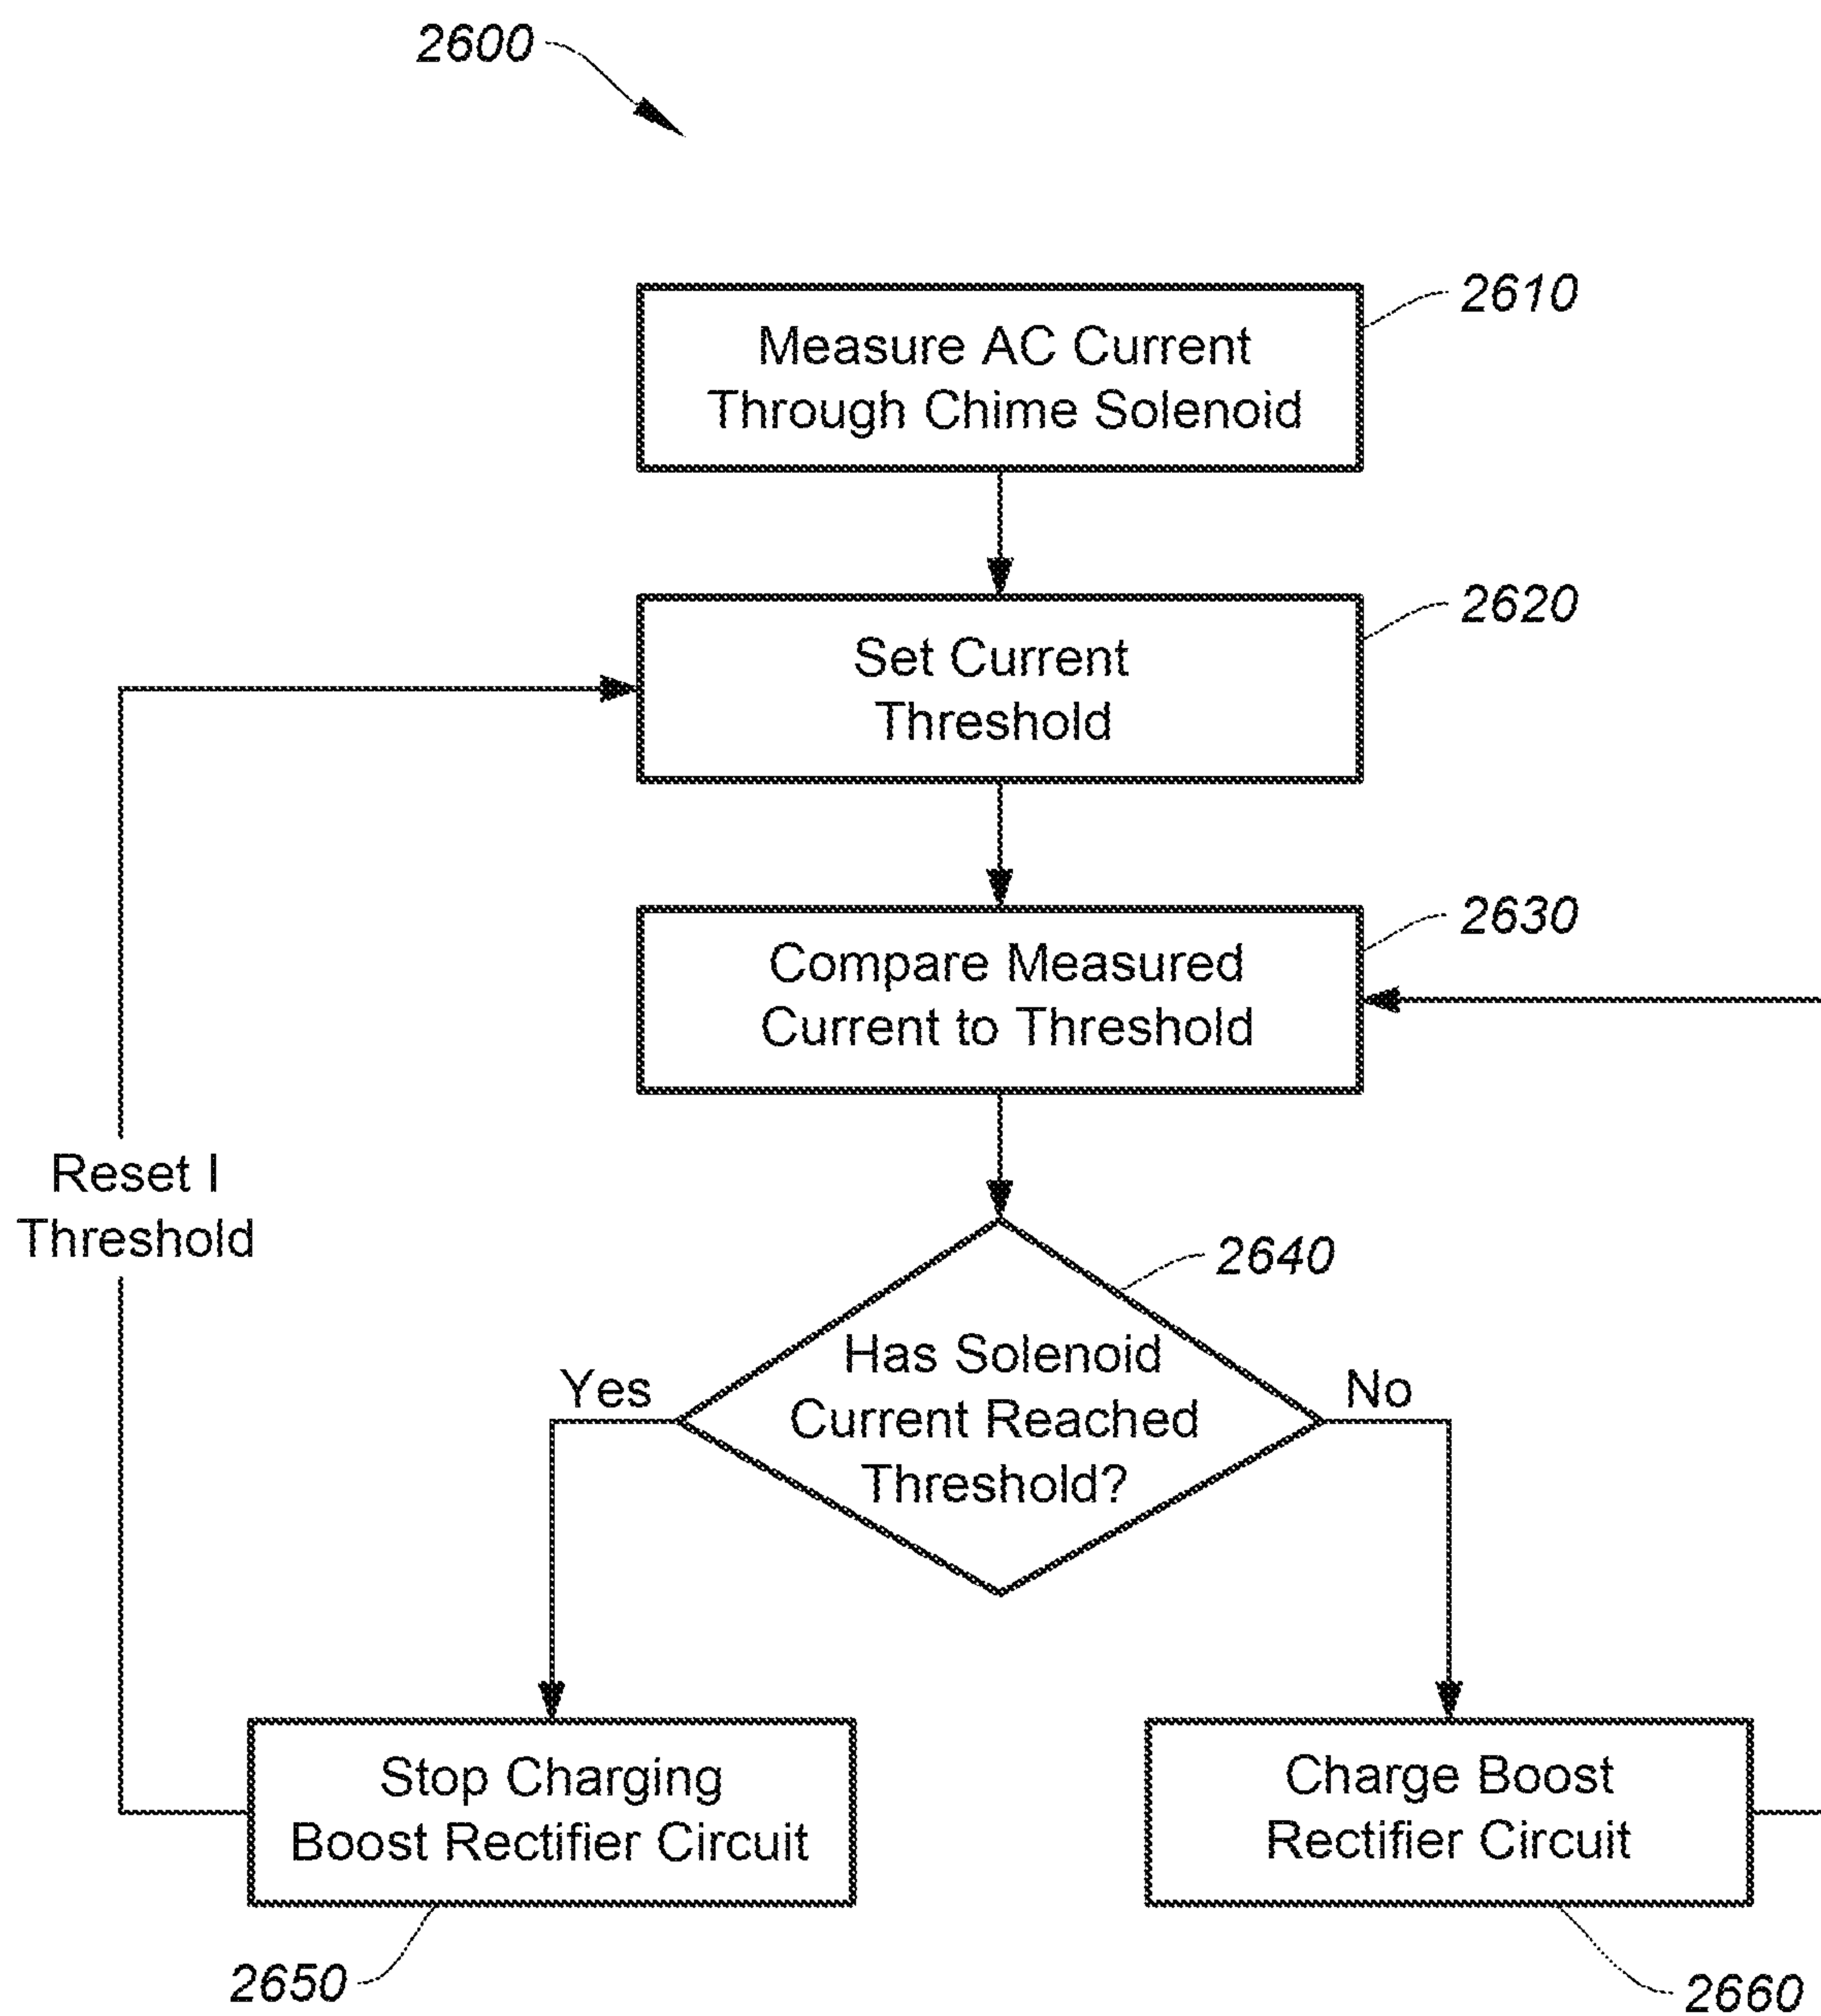 2600
2610
Measure AC Current
Through Chime Solenoid
2620
Set Current
Threshold
2630
Compare Measured
Current to Threshold
Reset I
Threshold
2640
Has Solenoid
Current Reached
Threshold?
Yes
No
Stop Charging
Boost Rectifier Circuit
Charge Boost
Rectifier Circuit
2650
2660